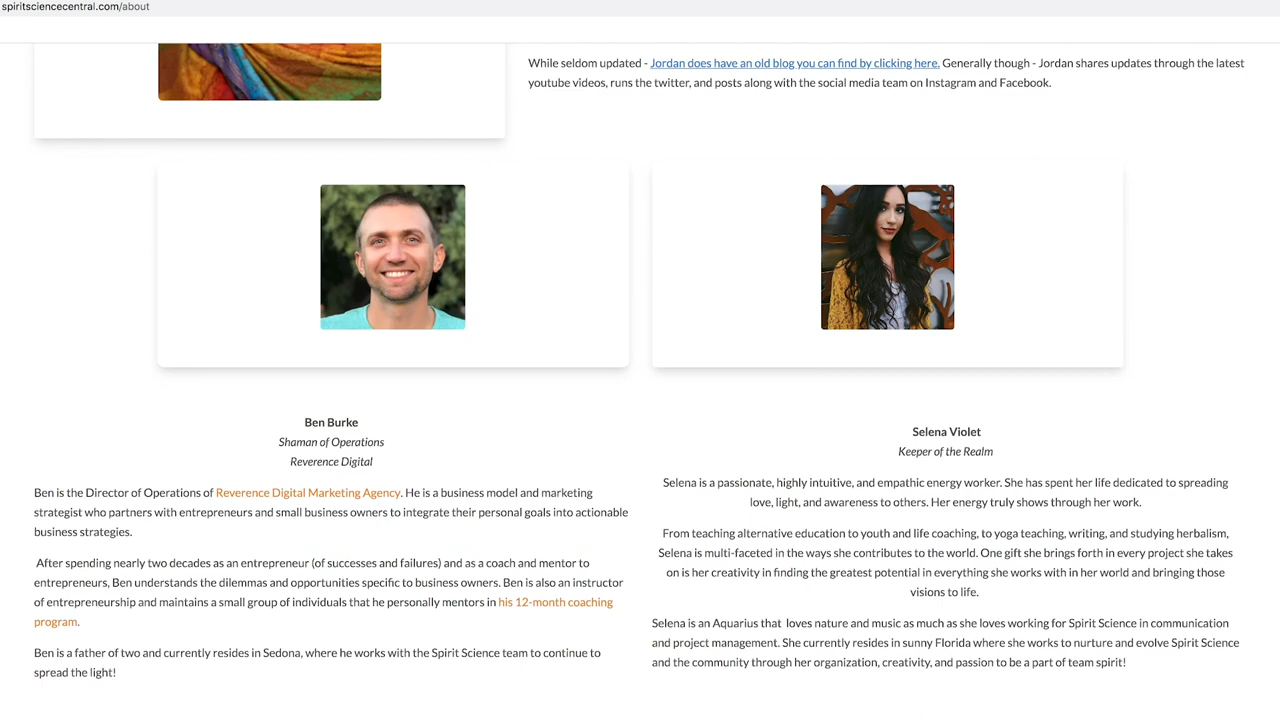 spiritsciencecentral.com/about
While seldom updated - Jordan does have an old blog you can find by clicking here. Generally though - Jordan shares updates through the latest
youtube videos, runs the twitter, and posts along with the social media team on Instagram and Facebook.
Ben Burke
Shaman of Operations
Reverence Digital
Ben is the Director of Operations of Reverence Digital Marketing Agency. He is a business model and marketing
strategist who partners with entrepreneurs and small business owners to integrate their personal goals into actionable
business strategies.
After spending nearly two decades as an entrepreneur (of successes and failures) and as a coach and mentor to
entrepreneurs, Ben understands the dilemmas and opportunities specific to business owners. Ben is also an instructor
of entrepreneurship and maintains a small group of individuals that he personally mentors in his 12-month coaching
program.
Ben is a father of two and currently resides in Sedona, where he works with the Spirit Science team to continue to
spread the light!
Selena Violet
Keeper of the Realm
Selena is a passionate, highly intuitive, and empathic energy worker. She has spent her life dedicated to spreading
love, light, and awareness to others. Her energy truly shows through her work.
From teaching alternative education to youth and life coaching, to yoga teaching, writing, and studying herbalism,
Selena is multi-faceted in the ways she contributes to the world. One gift she brings forth in every project she takes
on is her creativity in finding the greatest potential in everything she works with in her world and bringing those
visions to life.
Selena is an Aquarius that loves nature and music as much as she loves working for Spirit Science in communication
and project management. She currently resides in sunny Florida where she works to nurture and evolve Spirit Science
and the community through her organization, creativity, and passion to be a part of team spirit!